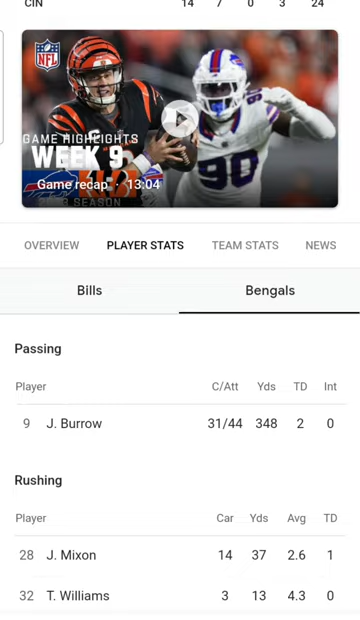 CIN 14 7 0 3 24
NFL
GAME HIGHLIGHTS
WEEK 9
Game recap · 13:04
SEASON
90
OVERVIEW PLAYER STATS TEAM STATS NEWS
Bills Bengals
Passing
Player C/Att Yds TD Int
9 J. Burrow 31/44 348 2 0
Rushing
Player Car Yds Avg TD
28 J. Mixon 14 37 2.6 1
32 T. Williams 3 13 4.3 0